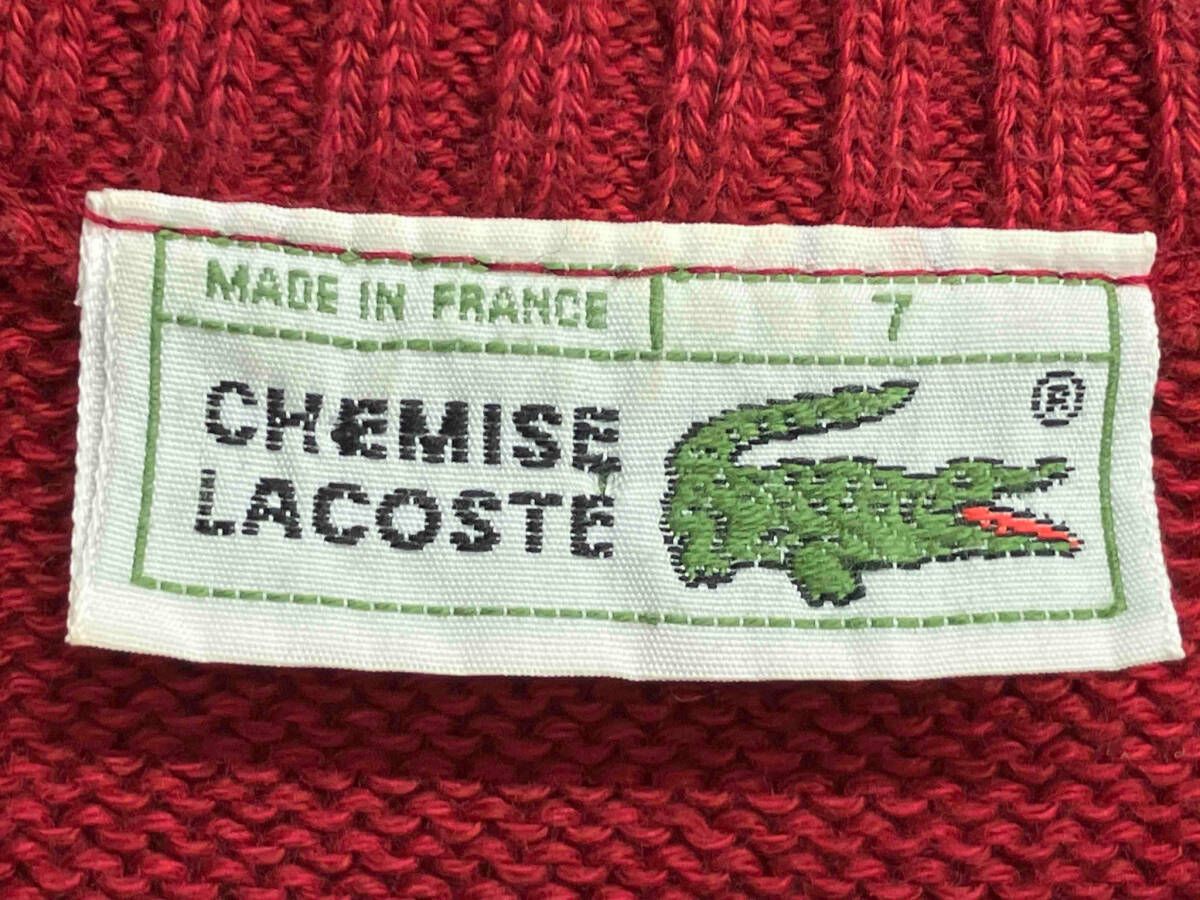 MADE IN FRANCE 7
CHEMISE
LACOSTE
®